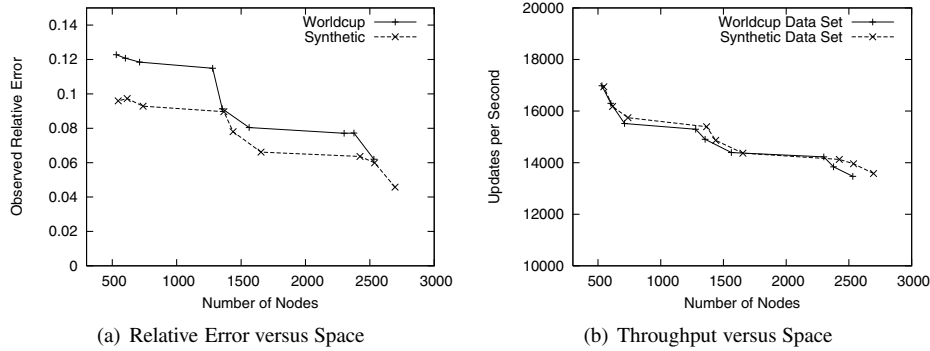 0.14
0.12
0.1
0.08
0.06
0.04
0.02
0
Observed Relative Error
Worldcup
Synthetic
500 1000 1500 2000 2500 3000
Number of Nodes
(a) Relative Error versus Space
20000
18000
16000
14000
12000
10000
Updates per Second
Worldcup Data Set
Synthetic Data Set
500 1000 1500 2000 2500 3000
Number of Nodes
(b) Throughput versus Space